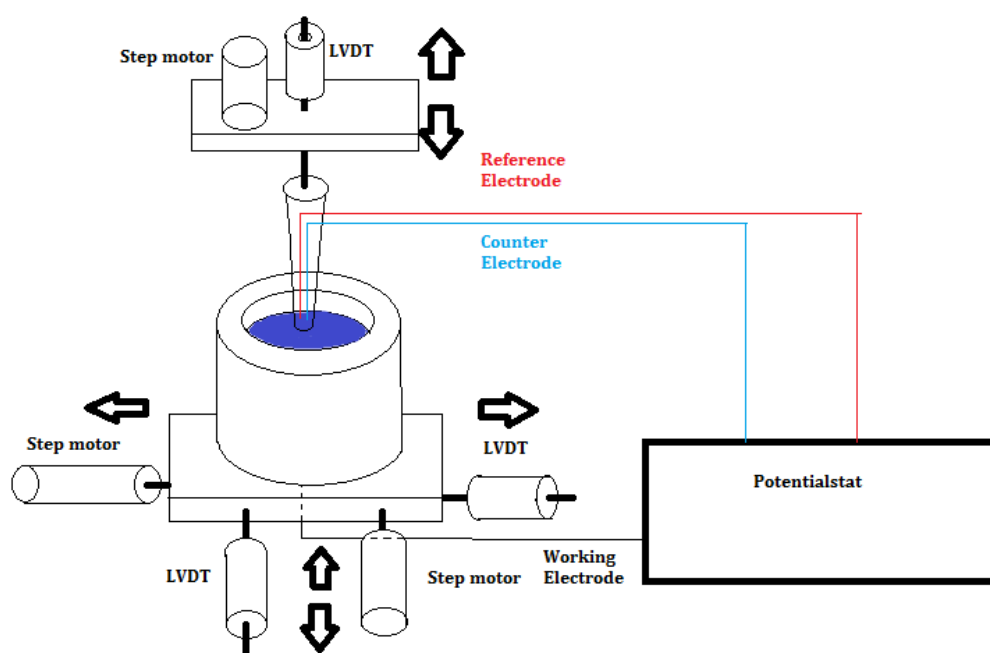 Step motor
LVDT
Reference
Electrode
Counter
Electrode
Step motor
LVDT
Potentialstat
LVDT
Step motor
Working
Electrode